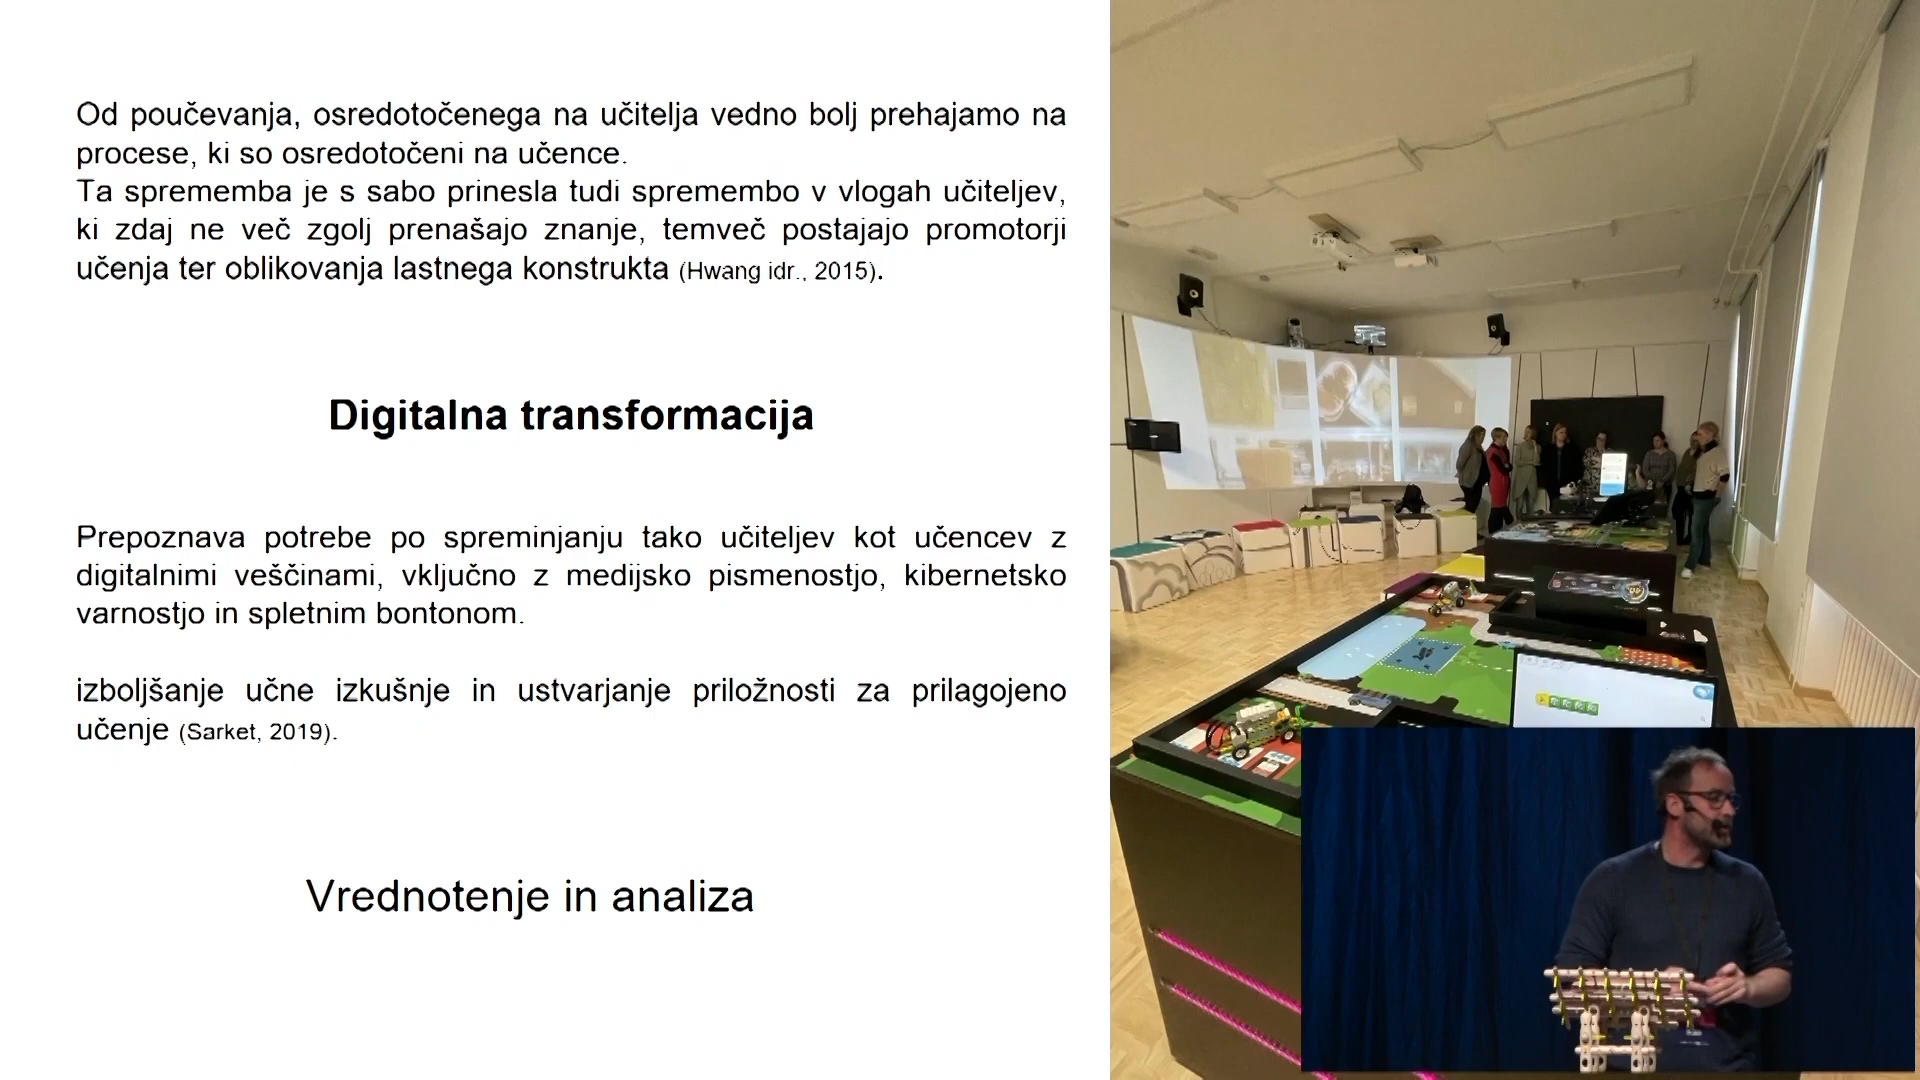 Od poučevanja, osredotočenega na učitelja vedno bolj prehajamo na
procese, ki so osredotočeni na učence.
Ta sprememba je s sabo prinesla tudi spremembo v vlogah učiteljev,
ki zdaj ne več zgolj prenašajo znanje, temveč postajajo promotorji
učenja ter oblikovanja lastnega konstrukta (Hwang idr., 2015).
Digitalna transformacija
Prepoznava potrebe po spreminjanju tako učiteljev kot učencev z
digitalnimi veščinami, vključno z medijsko pismenostjo, kibernetsko
varnostjo in spletnim bontonom.
izboljšanje učne izkušnje in ustvarjanje priložnosti za prilagojeno
učenje (Sarket, 2019).
Vrednotenje in analiza